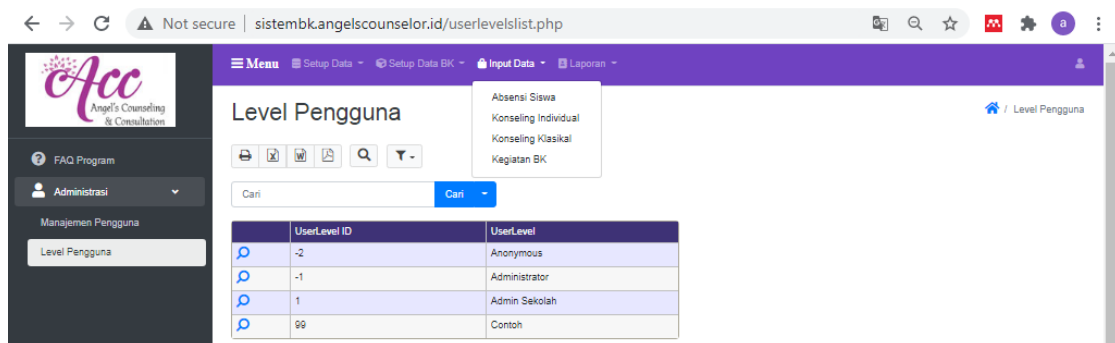 Not secure | sistembk.angelscounselor.id/userlevelslist.php
a
Acc
Angel's Counseling
& Consultation
Menu Setup Data Setup Data BK Input Data Laporan
Absensi Siswa
Konseling Individual
Konseling Klasikal
Kegiatan BK
Level Pengguna
/ Level Pengguna
FAQ Program
Administrasi
Manajemen Pengguna
Level Pengguna
Cari Cari
UserLevel ID UserLevel
-2 Anonymous
-1 Administrator
1 Admin Sekolah
99 Contoh